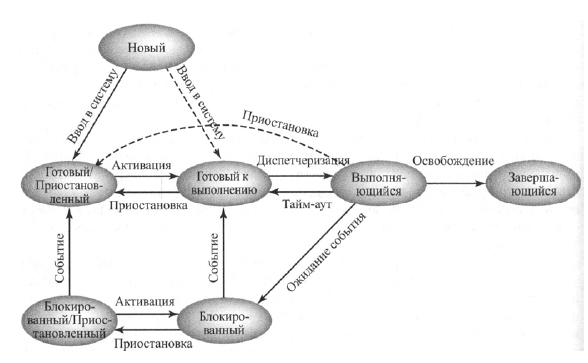 Новый
Ввод в систему
Ввод в систему
Приостановка
Готовый/
Приостанов-
ленный
Активация
Приостановка
Готовый к
выполнению
Диспетчеризация
Тайм-аут
Выполня-
ющийся
Освобождение
Заверша-
ющийся
Событие
Событие
Ожидание события
Блокиро-
ванный/Приос-
тановленный
Активация
Приостановка
Блокиро-
ванный